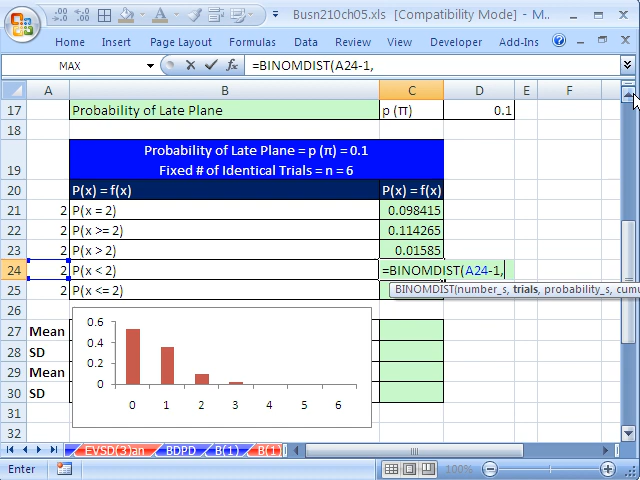 Busn210ch05.xls [Compatibility Mode] - M...
Home Insert Page Layout Formulas Data Review View Developer Add-Ins
MAX =BINOMDIST(A24-1,
A B C D E F
17 Probability of Late Plane p (π) 0.1
18
19 Probability of Late Plane = p (π) = 0.1
Fixed # of Identical Trials = n = 6
20 P(x) = f(x) P(x) = f(x)
21 2 P(x = 2) 0.098415
22 2 P(x >= 2) 0.114265
23 2 P(x > 2) 0.01585
24 2 P(x < 2) =BINOMDIST(A24-1,
25 2 P(x <= 2)
BINOMDIST(number_s, trials, probability_s, cumu
26
27 Mean
28 SD
29 Mean
30 SD
31
32
0.6
0.4
0.2
0
0 1 2 3 4 5 6
EVSD(3)an BDPD B(1) B(1)
Enter 100%